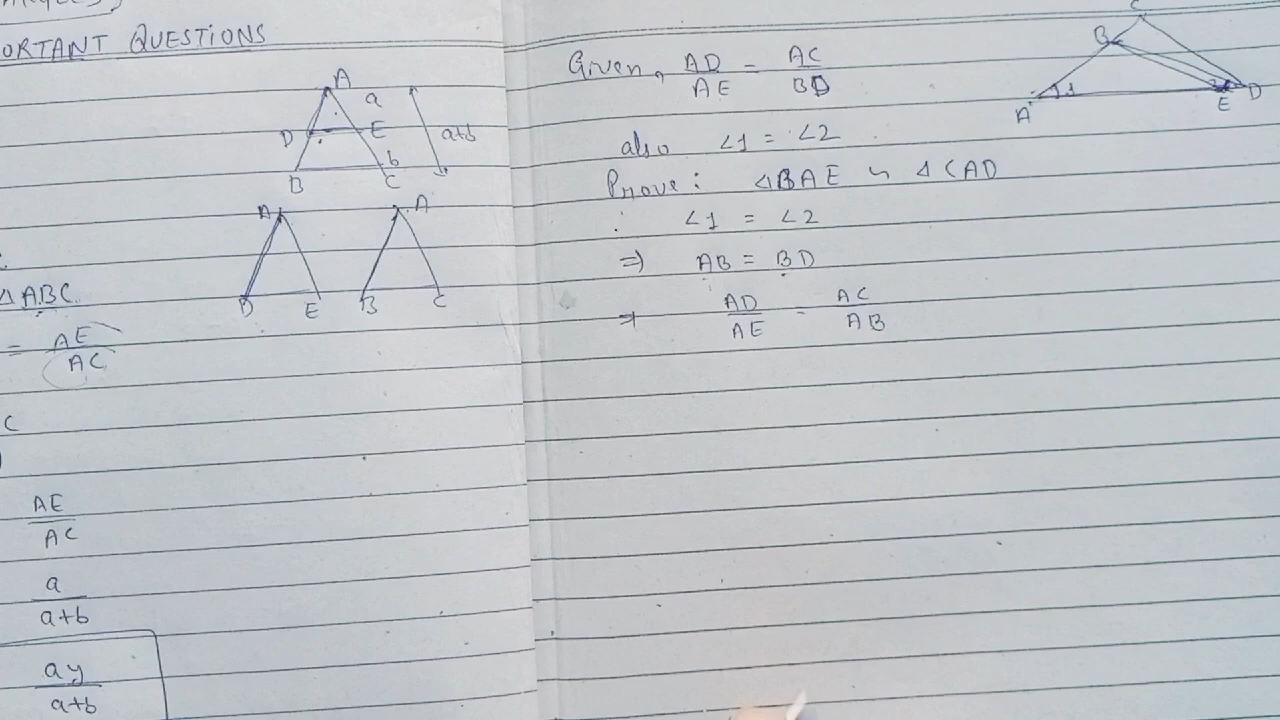 ORTANT QUESTIONS
A
a
D
E
a+b
b
B
C
A
A
D
E
B
C
Δ ABC.
= AE
AC
C
AE
AC
a
a+b
ay
a+b
Given, AD/AE = AC/BD
also ∠1 = ∠2
Prove: ΔBAE ~ ΔCAD
∠1 = ∠2
⇒ AB = BD
⇒ AD/AE = AC/AB
C
B
A
1
E
D